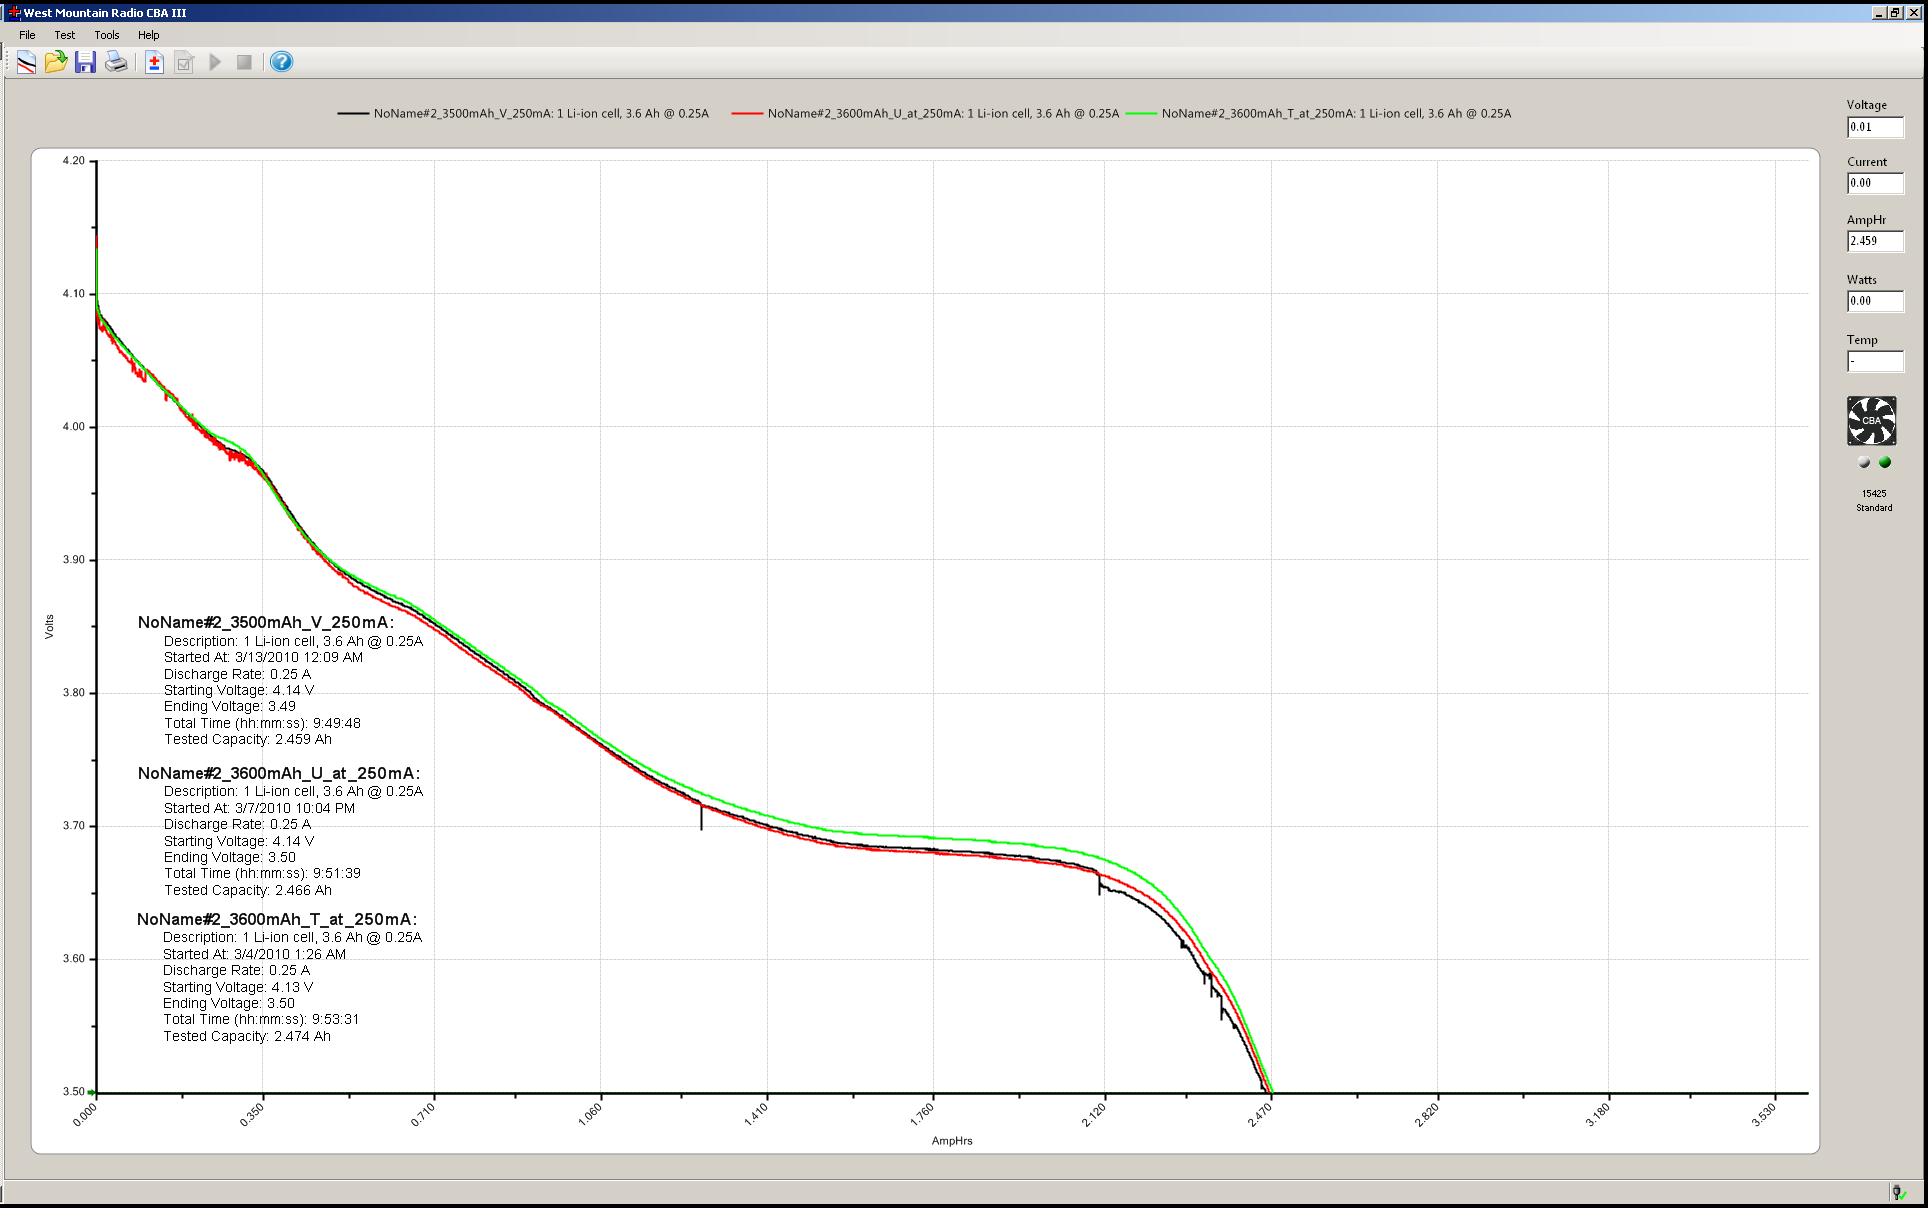 West Mountain Radio CBA III
File Test Tools Help
NoName#2_3500mAh_V_250mA: 1 Li-ion cell, 3.6 Ah @ 0.25A NoName#2_3600mAh_U_at_250mA: 1 Li-ion cell, 3.6 Ah @ 0.25A NoName#2_3600mAh_T_at_250mA: 1 Li-ion cell, 3.6 Ah @ 0.25A
Voltage
0.01
Current
0.00
AmpHr
2.459
Watts
0.00
Temp
-
CBA
15425
Standard
4.20
4.10
4.00
3.90
3.80
3.70
3.60
3.50
Volts
NoName#2_3500mAh_V_250mA:
Description: 1 Li-ion cell, 3.6 Ah @ 0.25A
Started At: 3/13/2010 12:09 AM
Discharge Rate: 0.25 A
Starting Voltage: 4.14 V
Ending Voltage: 3.49
Total Time (hh:mm:ss): 9:49:48
Tested Capacity: 2.459 Ah
NoName#2_3600mAh_U_at_250mA:
Description: 1 Li-ion cell, 3.6 Ah @ 0.25A
Started At: 3/7/2010 10:04 PM
Discharge Rate: 0.25 A
Starting Voltage: 4.14 V
Ending Voltage: 3.50
Total Time (hh:mm:ss): 9:51:39
Tested Capacity: 2.466 Ah
NoName#2_3600mAh_T_at_250mA:
Description: 1 Li-ion cell, 3.6 Ah @ 0.25A
Started At: 3/4/2010 1:26 AM
Discharge Rate: 0.25 A
Starting Voltage: 4.13 V
Ending Voltage: 3.50
Total Time (hh:mm:ss): 9:53:31
Tested Capacity: 2.474 Ah
0.000 0.350 0.710 1.060 1.410 1.760 2.120 2.470 2.820 3.180 3.530
AmpHrs